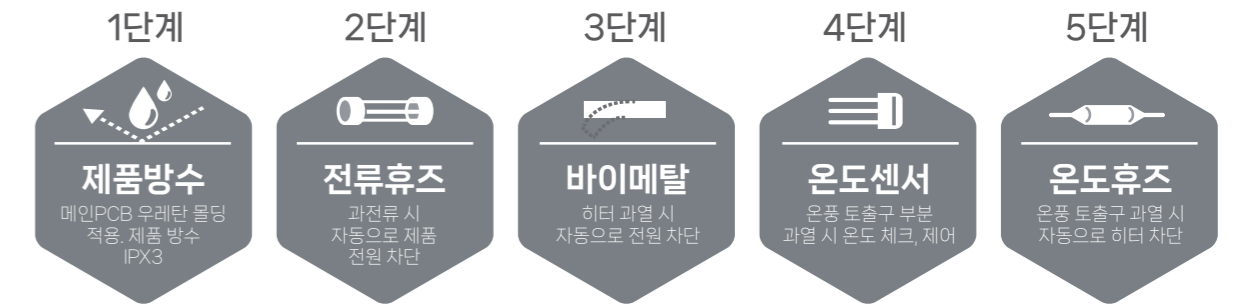 1단계
제품방수
메인PCB 우레탄 몰딩
적용. 제품 방수
IPX3
2단계
전류휴즈
과전류 시
자동으로 제품
전원 차단
3단계
바이메탈
히터 과열 시
자동으로 전원 차단
4단계
온도센서
온풍 토출구 부분
과열 시 온도 체크, 제어
5단계
온도휴즈
온풍 토출구 과열 시
자동으로 히터 차단